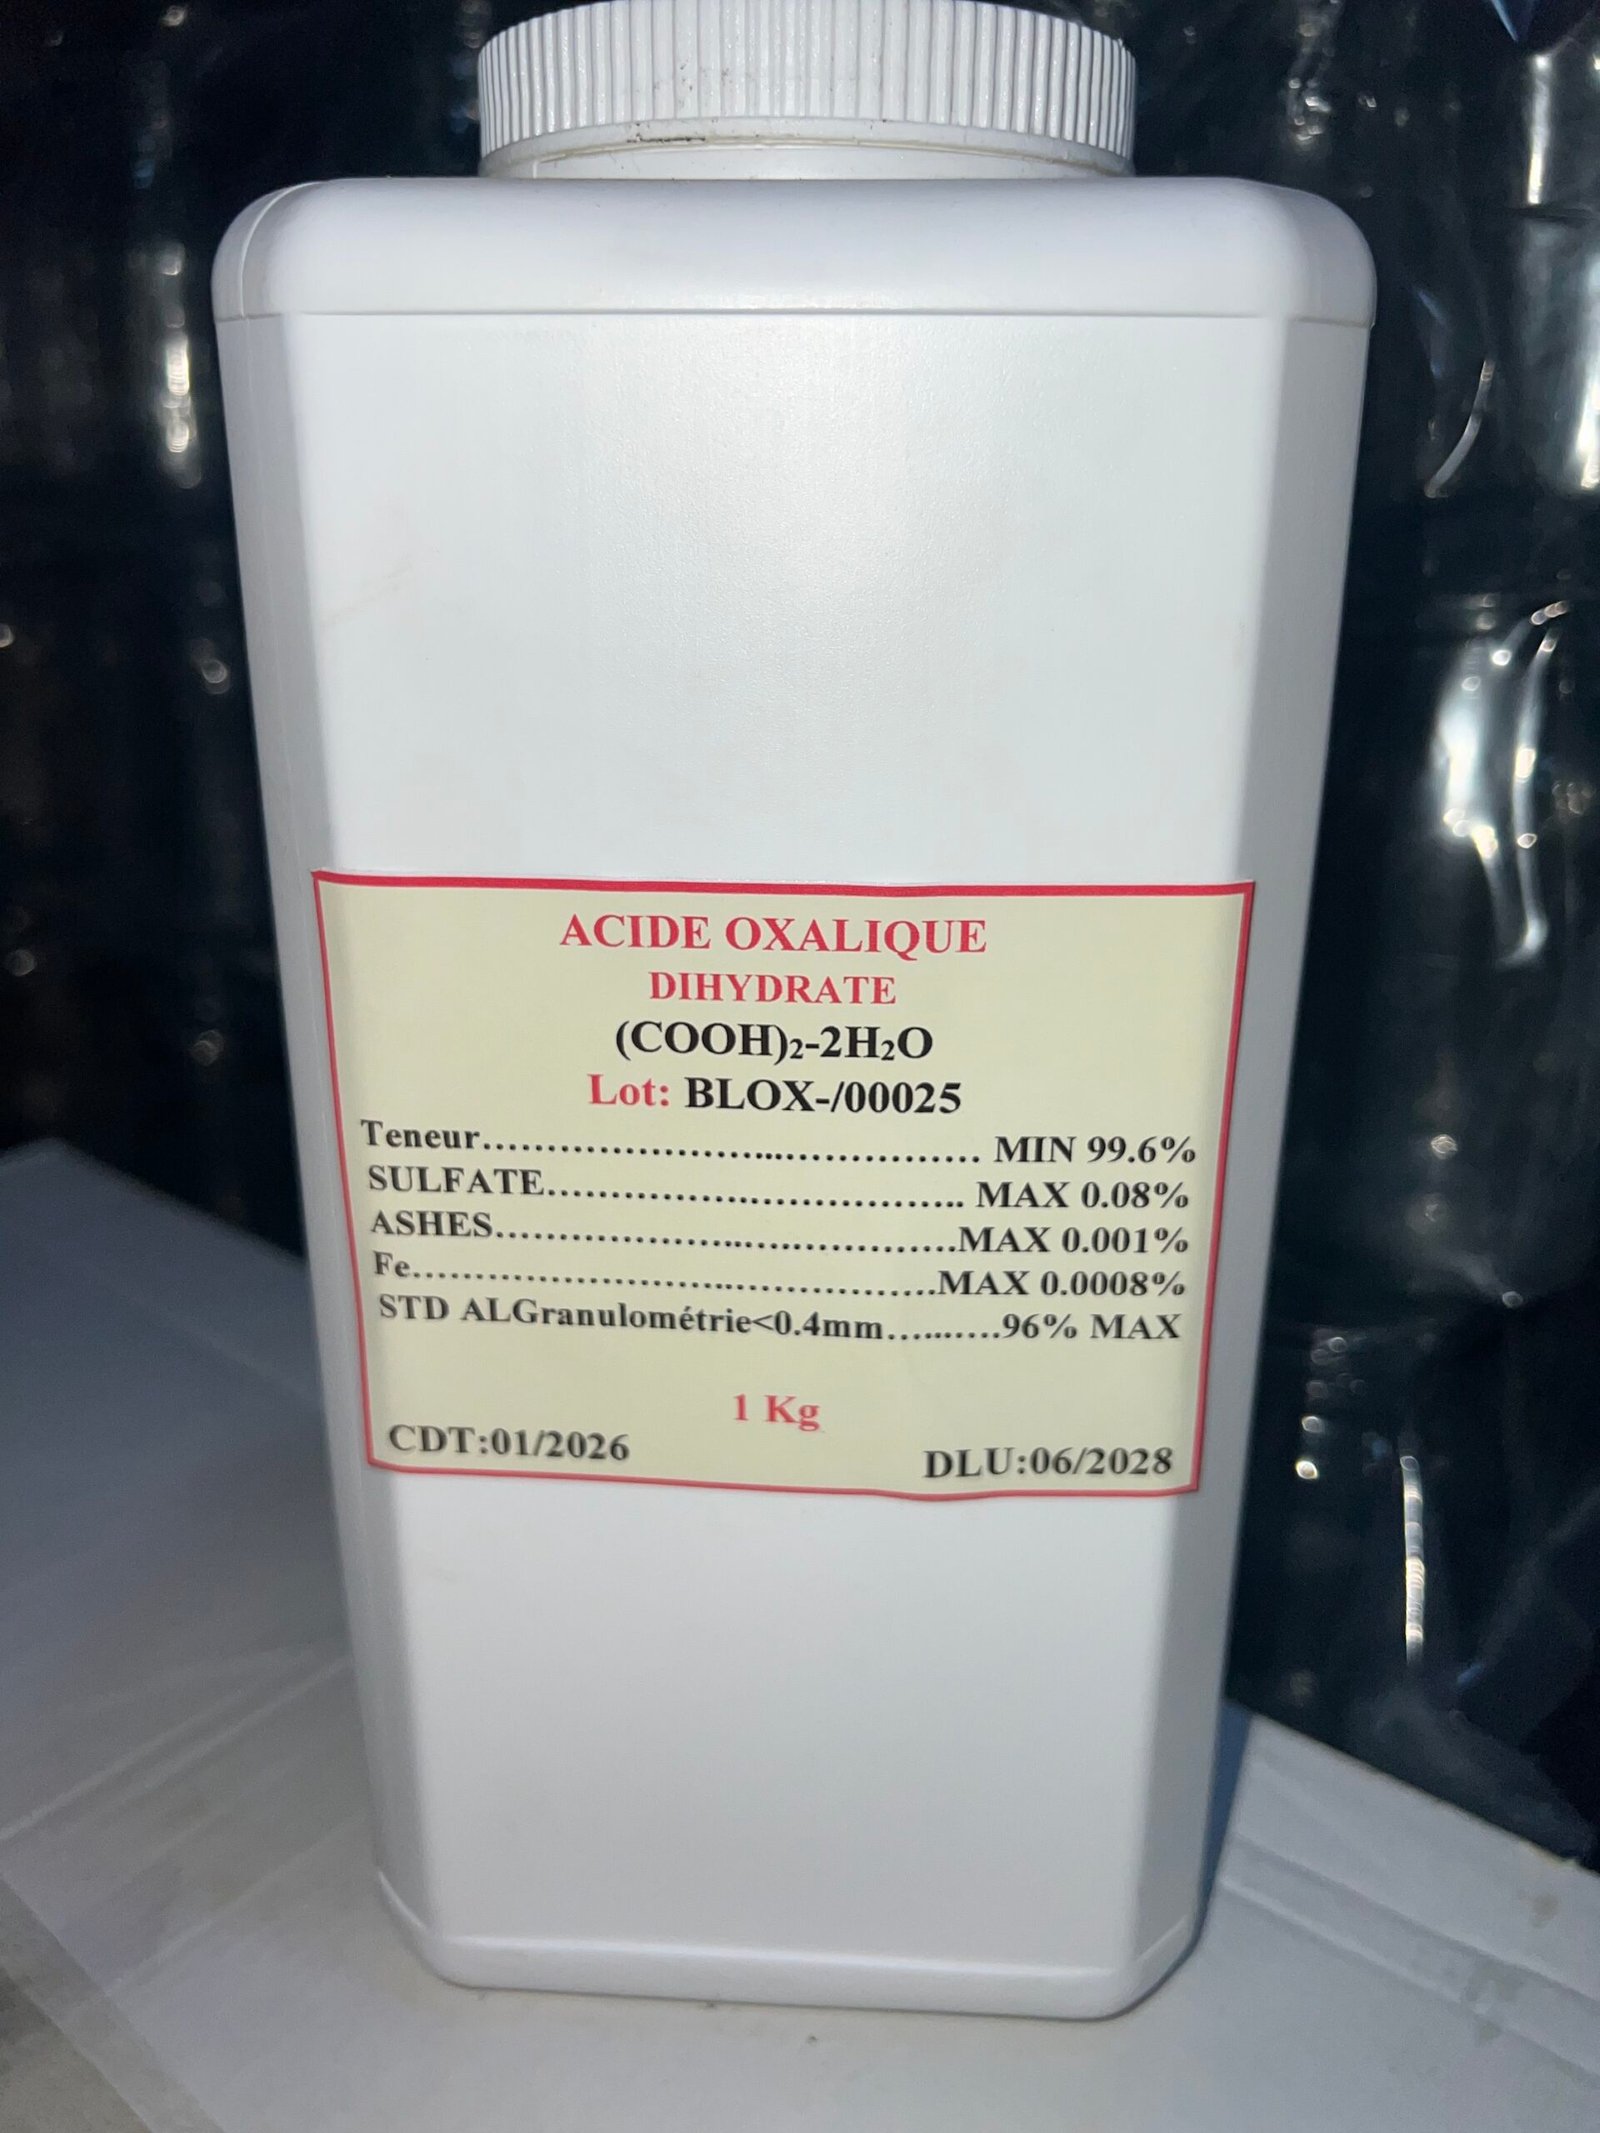 ACIDE OXALIQUE
DIHYDRATE
(COOH)₂-2H₂O
Lot: BLOX-/00025
Teneur................................................ MIN 99.6%
SULFATE.......................................... MAX 0.08%
ASHES..............................................MAX 0.001%
Fe....................................................MAX 0.0008%
STD ALGranulométrie<0.4mm...........96% MAX
1 Kg
CDT:01/2026 DLU:06/2028